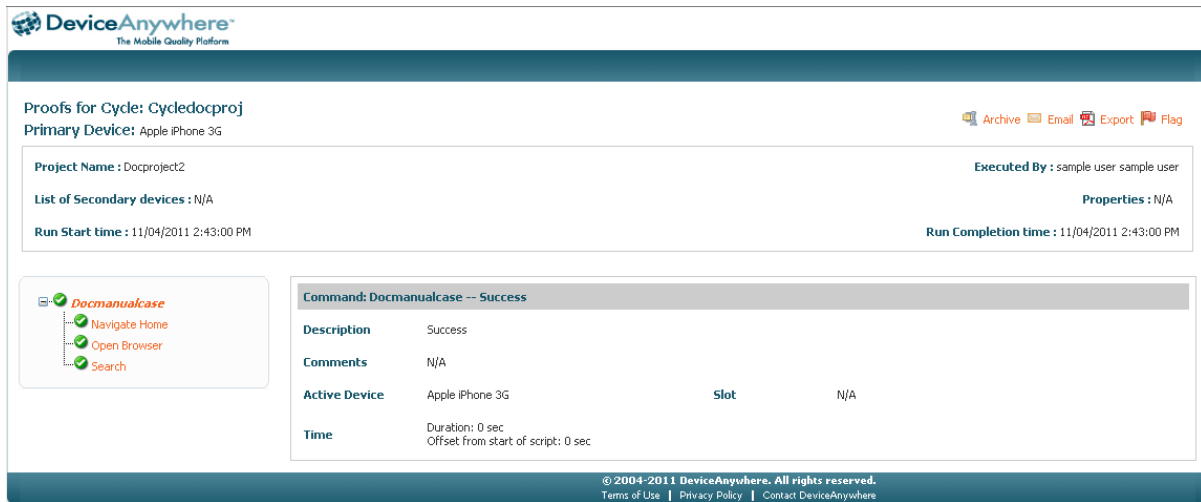 DeviceAnywhere
The Mobile Quality Platform
Proofs for Cycle: Cycledocproj
Primary Device: Apple iPhone 3G
Archive Email Export Flag
Project Name : Docproject2
Executed By : sample user sample user
List of Secondary devices : N/A
Properties : N/A
Run Start time : 11/04/2011 2:43:00 PM
Run Completion time : 11/04/2011 2:43:00 PM
Docmanualcase
Navigate Home
Open Browser
Search
Command: Docmanualcase -- Success
Description Success
Comments N/A
Active Device Apple iPhone 3G Slot N/A
Time Duration: 0 sec
Offset from start of script: 0 sec
© 2004-2011 DeviceAnywhere. All rights reserved.
Terms of Use | Privacy Policy | Contact DeviceAnywhere